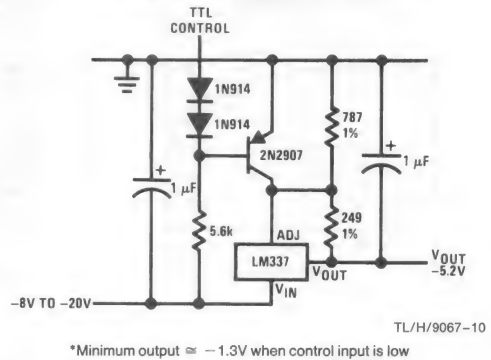 TTL
CONTROL
1N914
1N914
2N2907
787
1%
+
1 μF
+
1 μF
5.6k
249
1%
ADJ
LM337
VOUT
VIN
VOUT
-5.2V
-8V TO -20V
TL/H/9067-10
*Minimum output ≅ -1.3V when control input is low